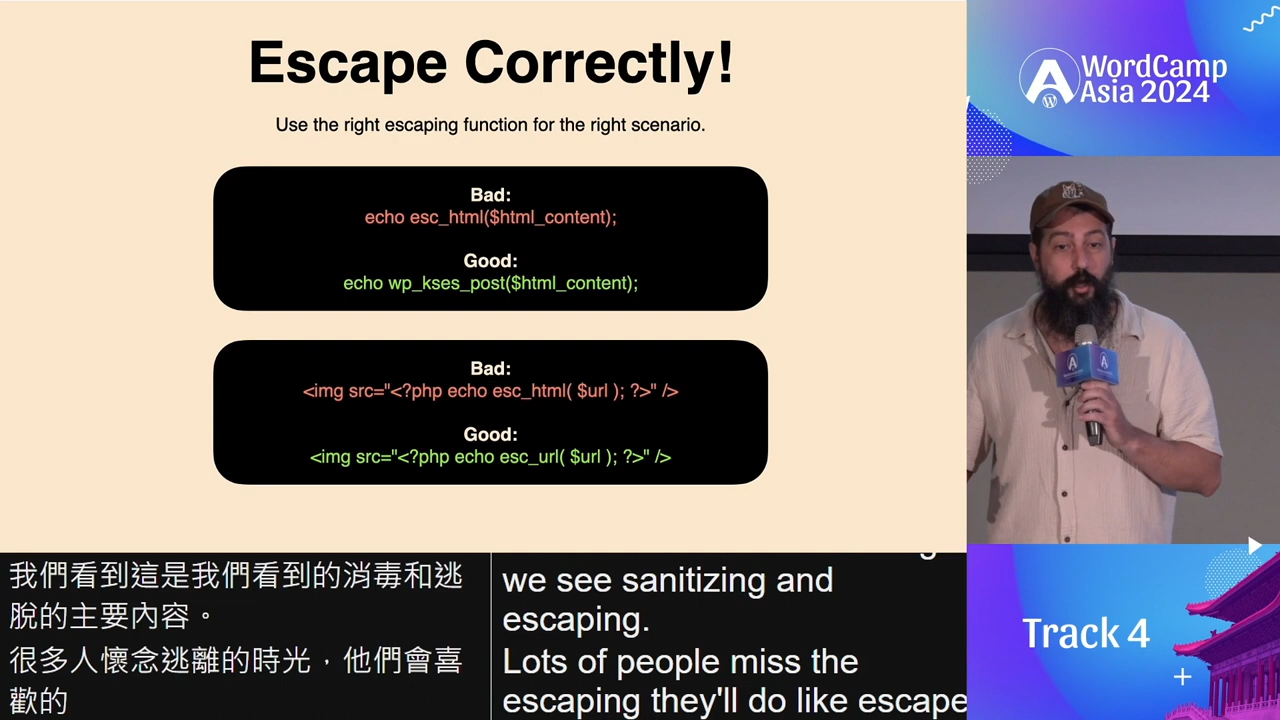 Escape Correctly!
Use the right escaping function for the right scenario.
Bad:
echo esc_html($html_content);
Good:
echo wp_kses_post($html_content);
Bad:
<img src="<?php echo esc_html( $url ); ?>" />
Good:
<img src="<?php echo esc_url( $url ); ?>" />
我們看到這是我們看到的消毒和逃
脫的主要內容。
很多人懷念逃離的時光，他們會喜
歡的
we see sanitizing and
escaping.
Lots of people miss the
escaping they'll do like escape
WordCamp
Asia 2024
Track 4